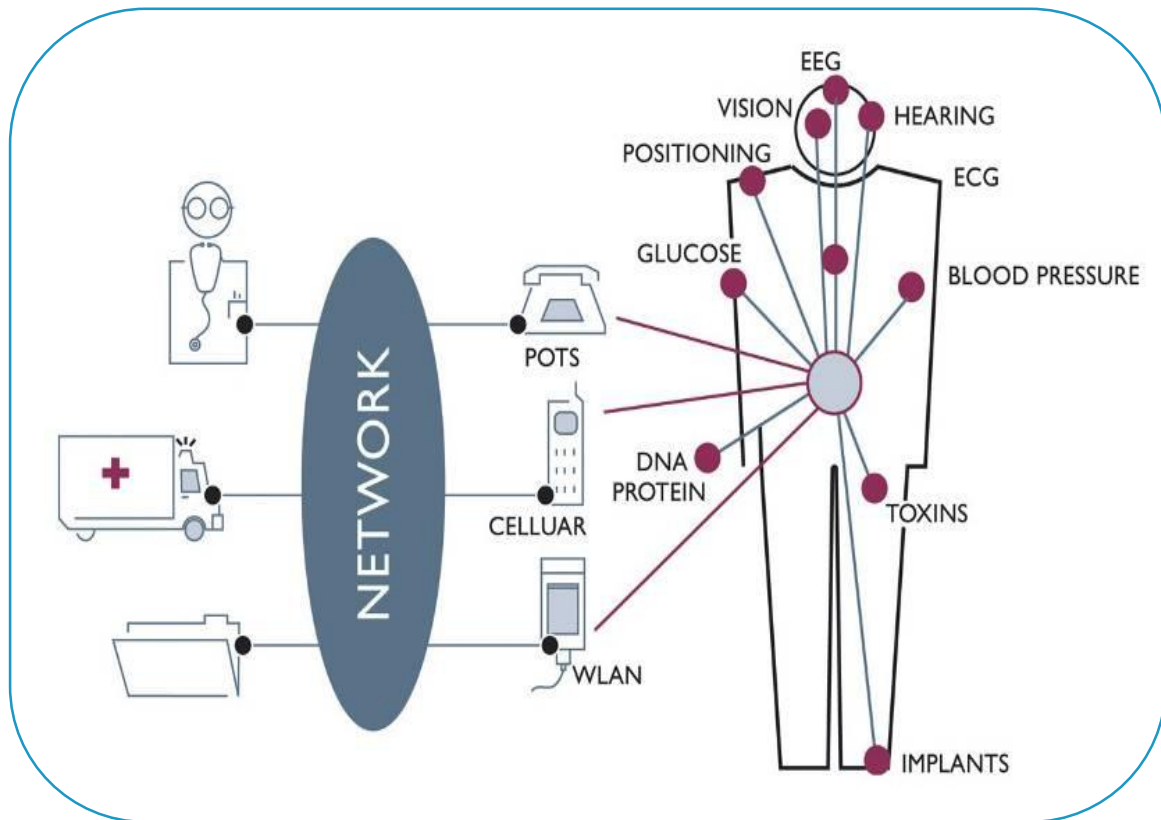 EEG
VISION
HEARING
POSITIONING
ECG
GLUCOSE
BLOOD PRESSURE
NETWORK
POTS
DNA
PROTEIN
CELLUAR
TOXINS
WLAN
IMPLANTS